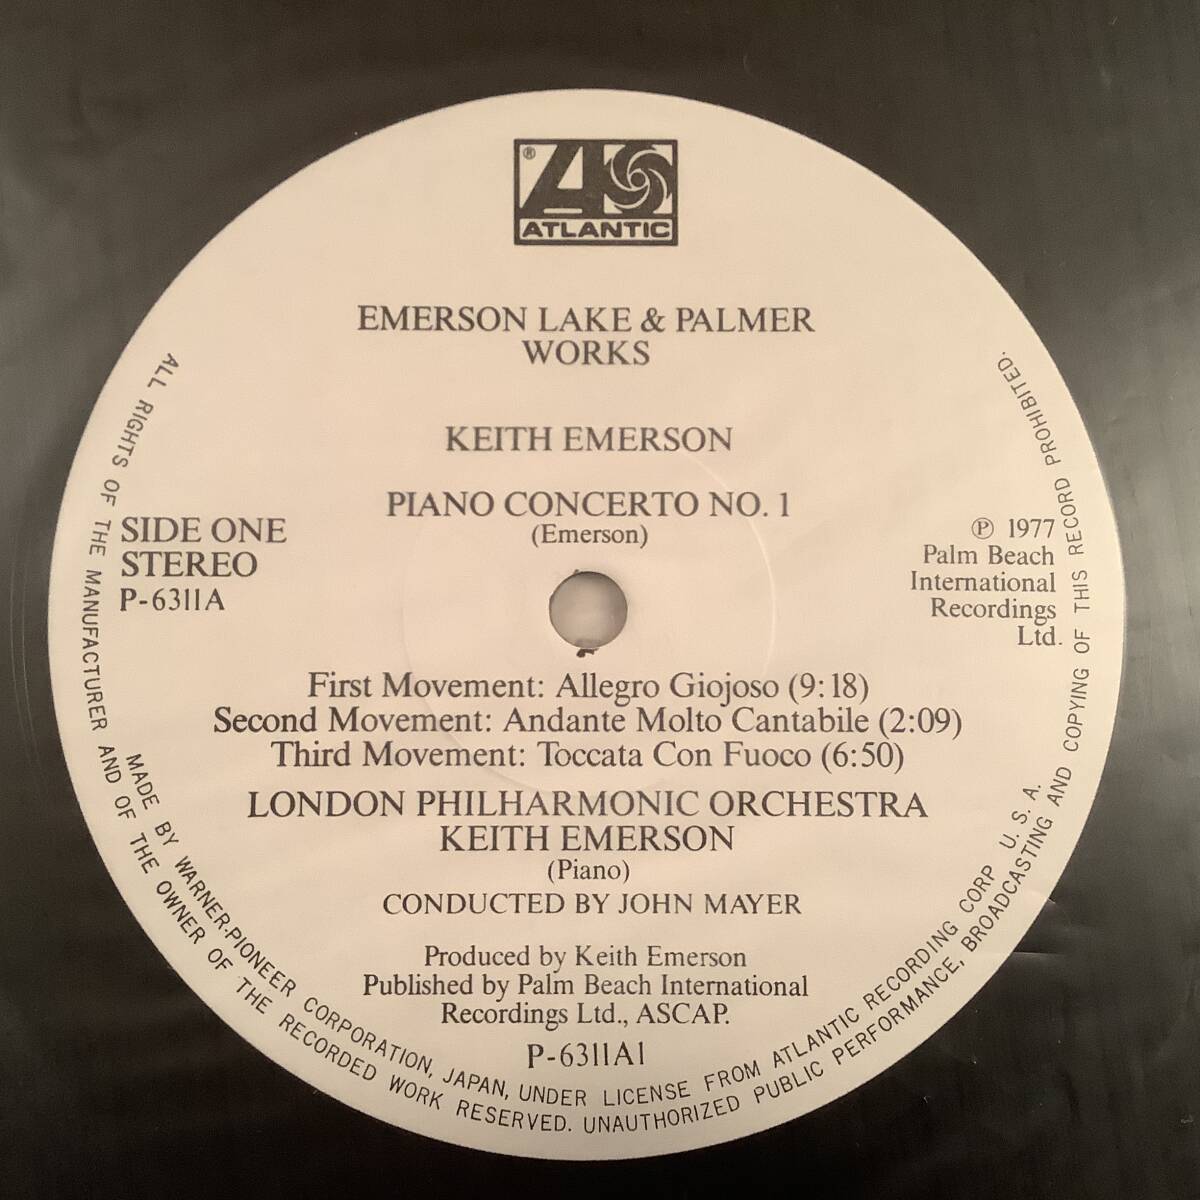 ®
ATLANTIC
EMERSON LAKE & PALMER
WORKS
KEITH EMERSON
PIANO CONCERTO NO. 1
(Emerson)
SIDE ONE
STEREO
P-6311A
℗ 1977
Palm Beach
International
Recordings
Ltd.
First Movement: Allegro Giojoso (9:18)
Second Movement: Andante Molto Cantabile (2:09)
Third Movement: Toccata Con Fuoco (6:50)
LONDON PHILHARMONIC ORCHESTRA
KEITH EMERSON
(Piano)
CONDUCTED BY JOHN MAYER
Produced by Keith Emerson
Published by Palm Beach International
Recordings Ltd., ASCAP.
P-6311A1
MADE BY WARNER-PIONEER CORPORATION, JAPAN, UNDER LICENSE FROM ATLANTIC RECORDING CORP U. S. A.
ALL RIGHTS OF THE MANUFACTURER AND OF THE OWNER OF THE RECORDED WORK RESERVED. UNAUTHORIZED PUBLIC PERFORMANCE, BROADCASTING AND COPYING OF THIS RECORD PROHIBITED.